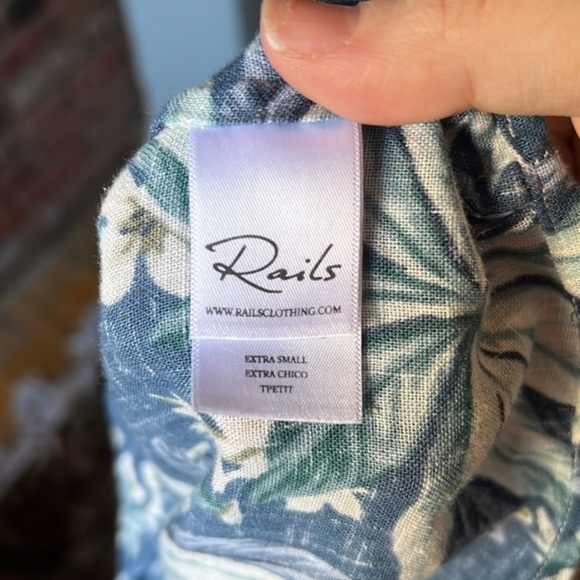 Rails
WWW.RAILSCLOTHING.COM
EXTRA SMALL
EXTRA CHICO
TPETIT